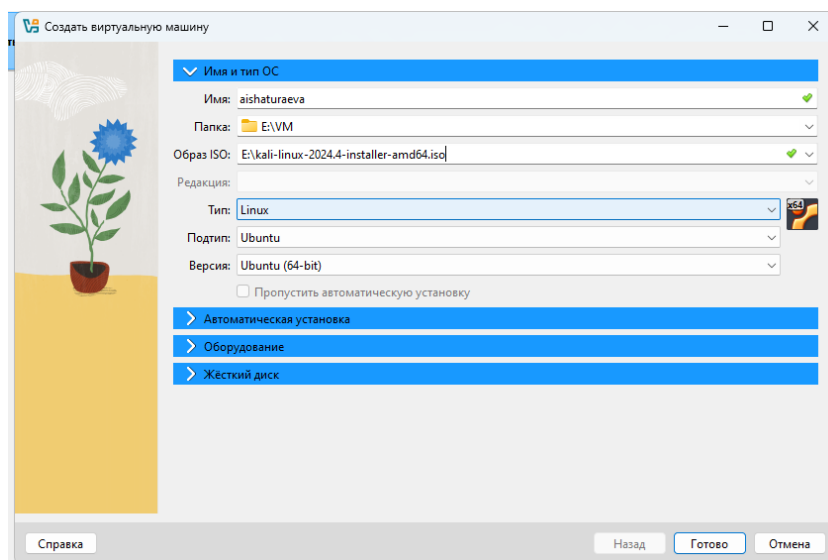 Создать виртуальную машину
Имя и тип ОС
Имя: aishaturaeva
Папка: E:\VM
Образ ISO: E:\kali-linux-2024.4-installer-amd64.iso
Редакция:
Тип: Linux
x64
Подтип: Ubuntu
Версия: Ubuntu (64-bit)
Пропустить автоматическую установку
Автоматическая установка
Оборудование
Жёсткий диск
Справка
Назад
Готово
Отмена